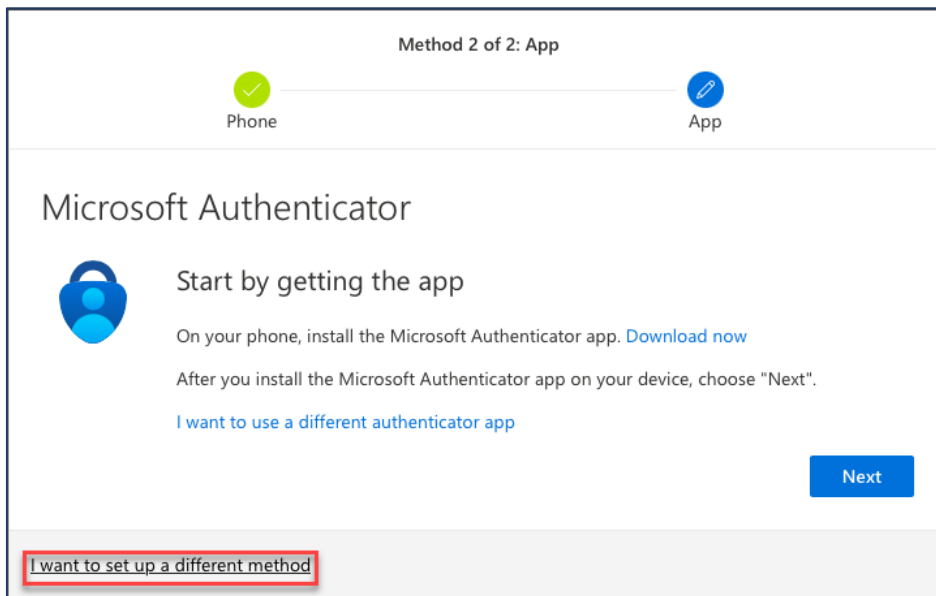 Method 2 of 2: App
Phone
App
Microsoft Authenticator
Start by getting the app
On your phone, install the Microsoft Authenticator app. Download now
After you install the Microsoft Authenticator app on your device, choose "Next".
I want to use a different authenticator app
Next
I want to set up a different method